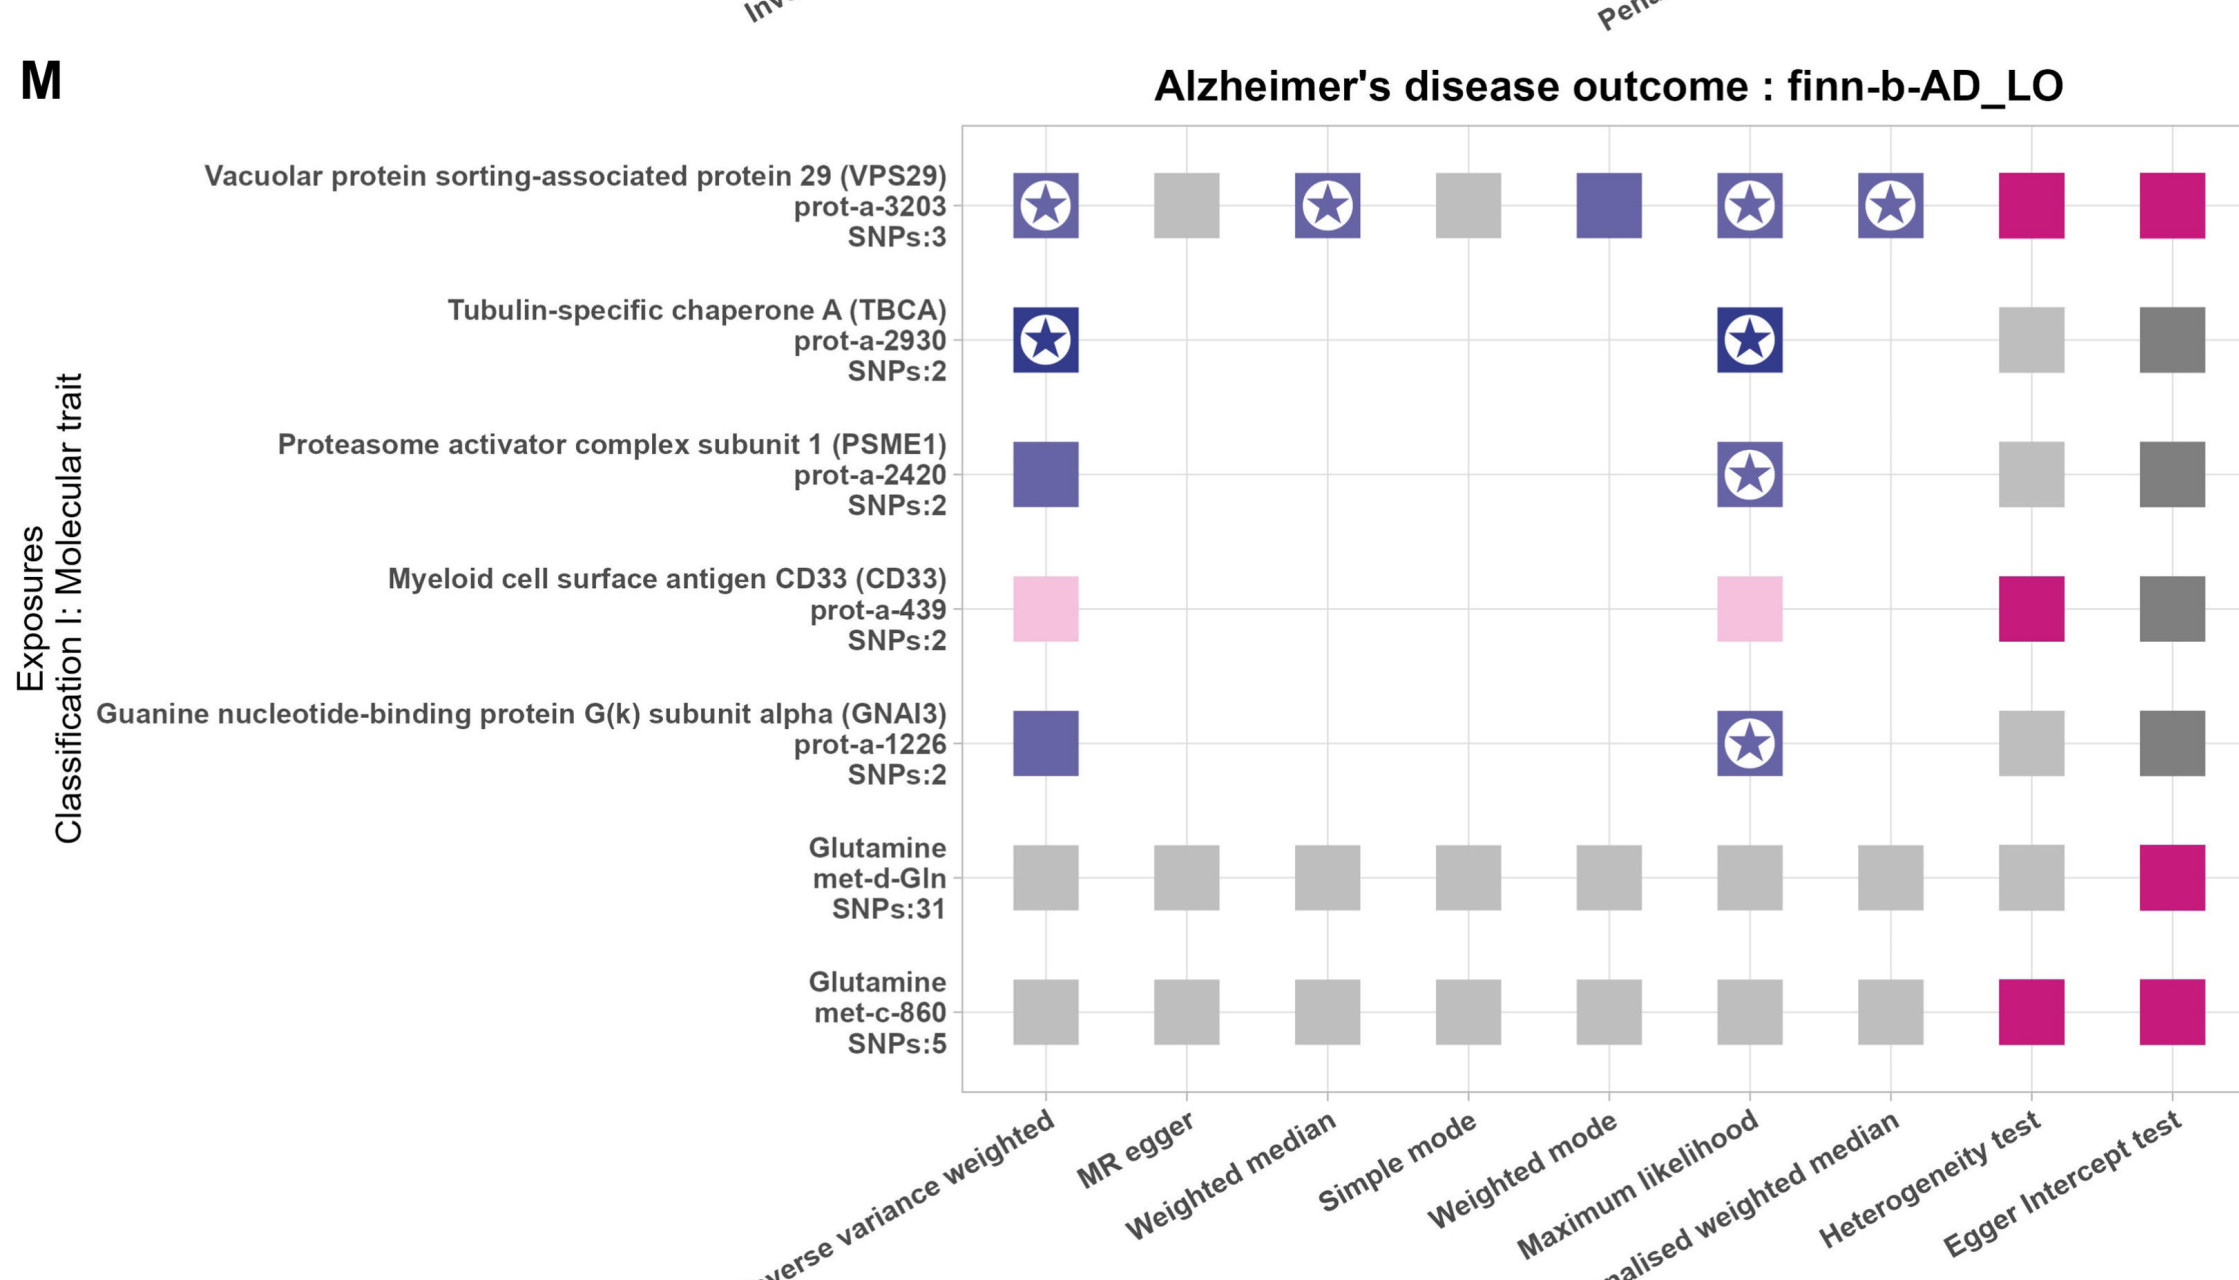 M
Alzheimer's disease outcome : finn-b-AD_LO
Exposures
Classification I: Molecular trait
Vacuolar protein sorting-associated protein 29 (VPS29)
prot-a-3203
SNPs:3
Tubulin-specific chaperone A (TBCA)
prot-a-2930
SNPs:2
Proteasome activator complex subunit 1 (PSME1)
prot-a-2420
SNPs:2
Myeloid cell surface antigen CD33 (CD33)
prot-a-439
SNPs:2
Guanine nucleotide-binding protein G(k) subunit alpha (GNAI3)
prot-a-1226
SNPs:2
Glutamine
met-d-Gln
SNPs:31
Glutamine
met-c-860
SNPs:5
variance weighted
MR egger
Weighted median
Simple mode
Weighted mode
Maximum likelihood
weighted median
Heterogeneity test
Egger Intercept test